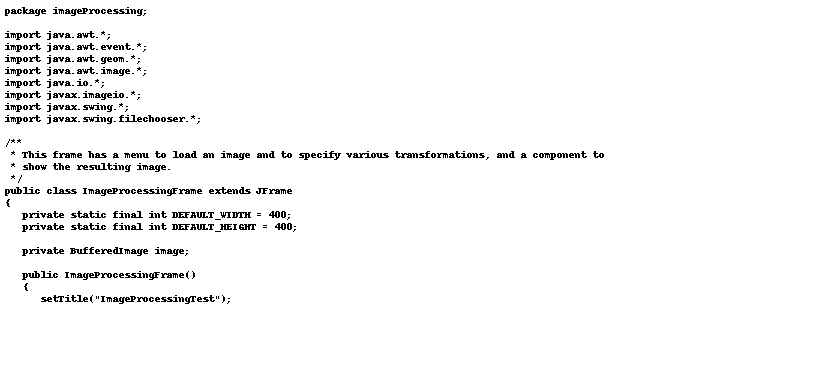 package imageProcessing;

import java.awt.*;
import java.awt.event.*;
import java.awt.geom.*;
import java.awt.image.*;
import java.io.*;
import javax.imageio.*;
import javax.swing.*;
import javax.swing.filechooser.*;

/**
 * This frame has a menu to load an image and to specify various transformations, and a component to
 * show the resulting image.
 */
public class ImageProcessingFrame extends JFrame
{
   private static final int DEFAULT_WIDTH = 400;
   private static final int DEFAULT_HEIGHT = 400;

   private BufferedImage image;

   public ImageProcessingFrame()
   {
      setTitle("ImageProcessingTest");